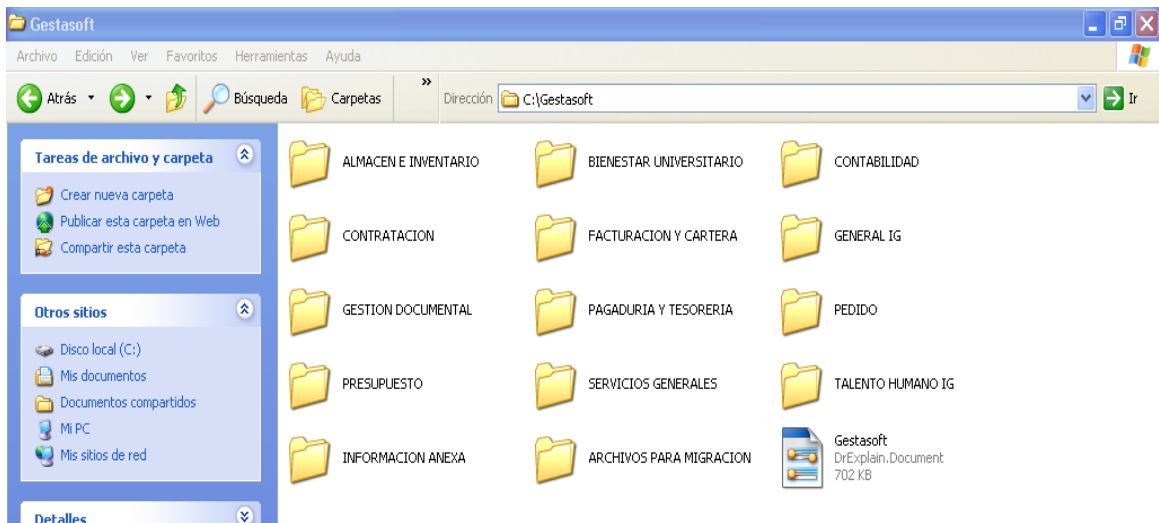 Gestasoft
Archivo Edición Ver Favoritos Herramientas Ayuda
Atrás Búsqueda Carpetas » Dirección C:\Gestasoft Ir
Tareas de archivo y carpeta
Crear nueva carpeta
Publicar esta carpeta en Web
Compartir esta carpeta
Otros sitios
Disco local (C:)
Mis documentos
Documentos compartidos
Mi PC
Mis sitios de red
Detalles
ALMACEN E INVENTARIO BIENESTAR UNIVERSITARIO CONTABILIDAD
CONTRATACION FACTURACION Y CARTERA GENERAL IG
GESTION DOCUMENTAL PAGADURIA Y TESORERIA PEDIDO
PRESUPUESTO SERVICIOS GENERALES TALENTO HUMANO IG
INFORMACION ANEXA ARCHIVOS PARA MIGRACION Gestasoft
DrExplain.Document
702 KB